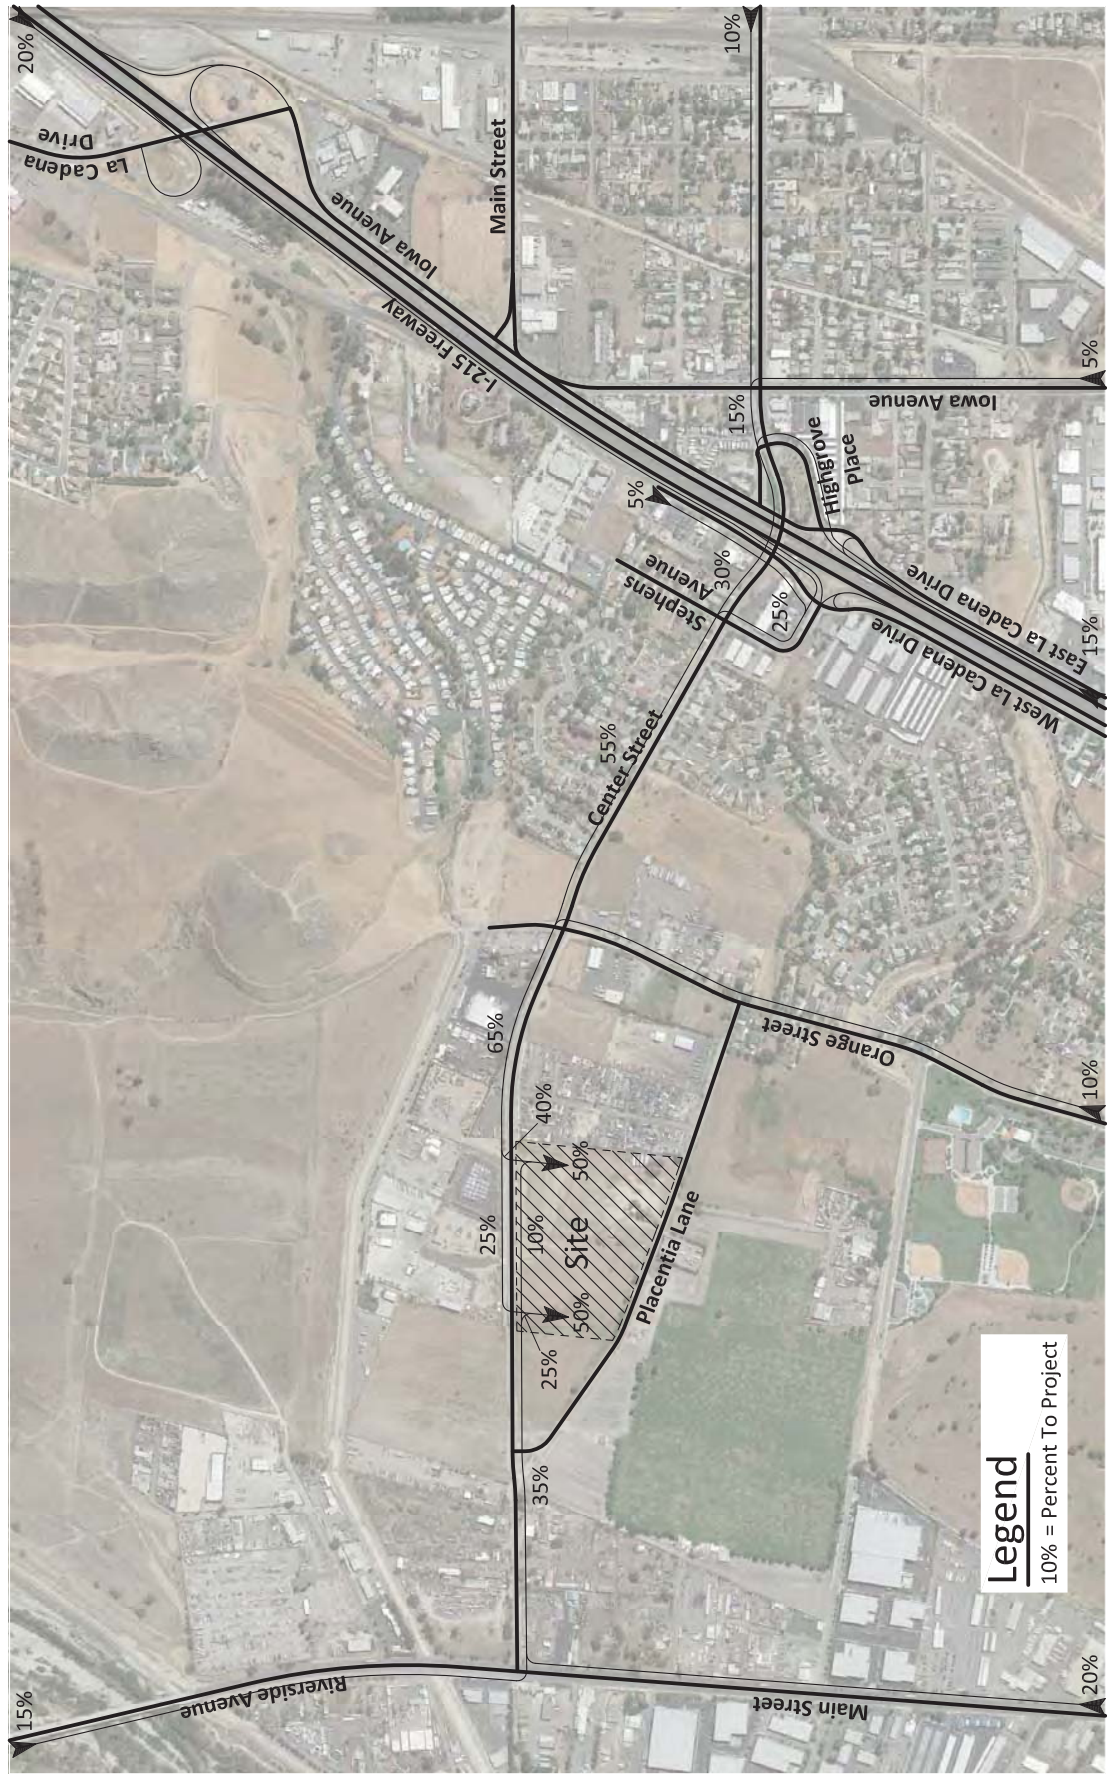 20%
La Cadena
Drive
Iowa Avenue
I-215 Freeway
Main Street
10%
15%
5%
Iowa Avenue
Highgrove
Place
5%
30%
Stephens
Avenue
25%
East La Cadena Drive
15%
West La Cadena Drive
55%
Center Street
65%
Orange Street
10%
40%
50%
25%
10%
Site
50%
25%
Placentia Lane
35%
15%
Riverside Avenue
Main Street
20%
Legend
10% = Percent To Project